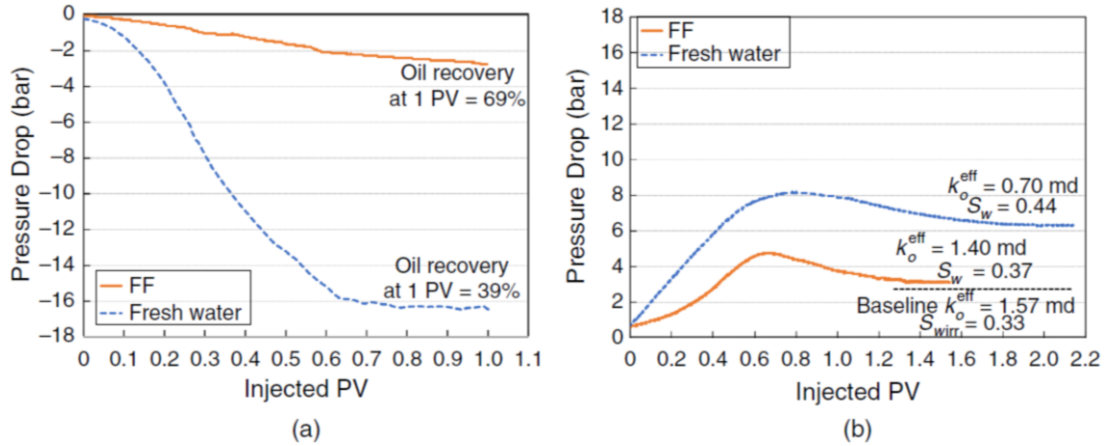 0
−2
−4
−6
−8
−10
−12
−14
−16
−18
Pressure Drop (bar)
FF
Fresh water
Oil recovery
at 1 PV = 69%
Oil recovery
at 1 PV = 39%
0 0.1 0.2 0.3 0.4 0.5 0.6 0.7 0.8 0.9 1.0 1.1
Injected PV
(a)
18
16
14
12
10
8
6
4
2
0
Pressure Drop (bar)
FF
Fresh water
k_o^eff = 0.70 md
S_w = 0.44
k_o^eff = 1.40 md
S_w = 0.37
Baseline k_o^eff = 1.57 md
S_wirr = 0.33
0 0.2 0.4 0.6 0.8 1.0 1.2 1.4 1.6 1.8 2.0 2.2
Injected PV
(b)